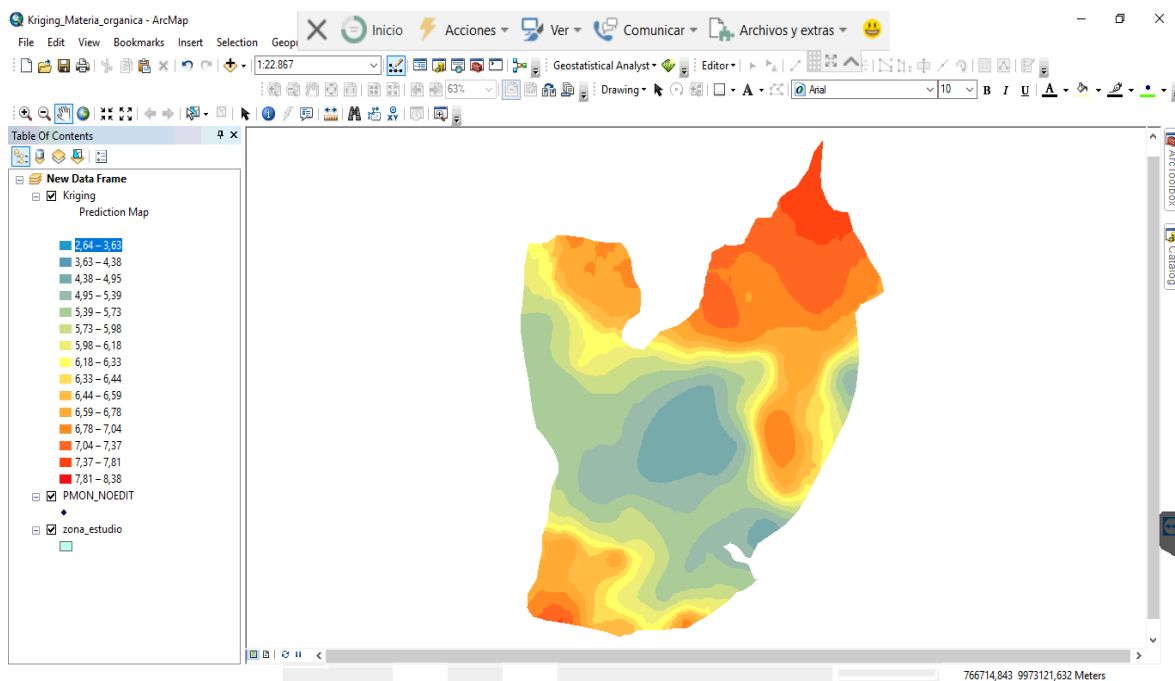 Kriging_Materia_organica - ArcMap
Inicio Acciones Ver Comunicar Archivos y extras
File Edit View Bookmarks Insert Selection Geopr
1:22.867 Geostatistical Analyst Editor
63% Drawing A Arial 10 B I U A
Table Of Contents
New Data Frame
Kriging
Prediction Map
2,64 – 3,63
3,63 – 4,38
4,38 – 4,95
4,95 – 5,39
5,39 – 5,73
5,73 – 5,98
5,98 – 6,18
6,18 – 6,33
6,33 – 6,44
6,44 – 6,59
6,59 – 6,78
6,78 – 7,04
7,04 – 7,37
7,37 – 7,81
7,81 – 8,38
PMON_NOEDIT
zona_estudio
ArcToolbox
Catalog
766714,843 9973121,632 Meters